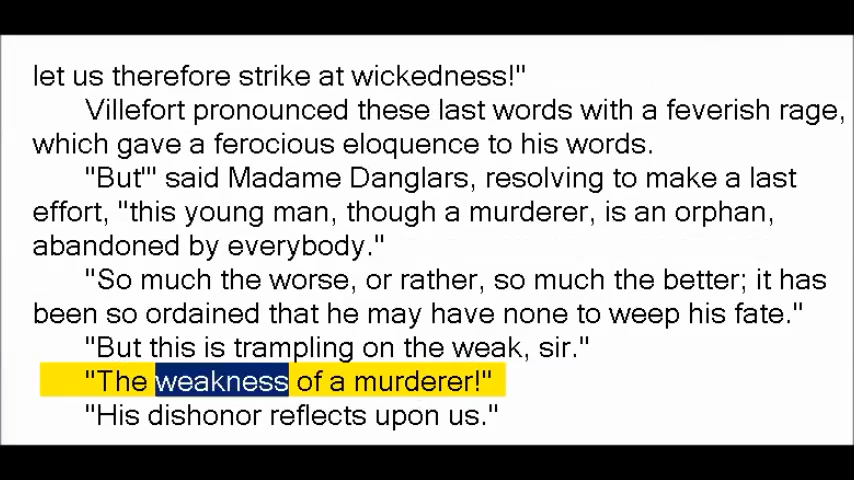 let us therefore strike at wickedness!"
Villefort pronounced these last words with a feverish rage,
which gave a ferocious eloquence to his words.
"But'" said Madame Danglars, resolving to make a last
effort, "this young man, though a murderer, is an orphan,
abandoned by everybody."
"So much the worse, or rather, so much the better; it has
been so ordained that he may have none to weep his fate."
"But this is trampling on the weak, sir."
"The weakness of a murderer!"
"His dishonor reflects upon us."